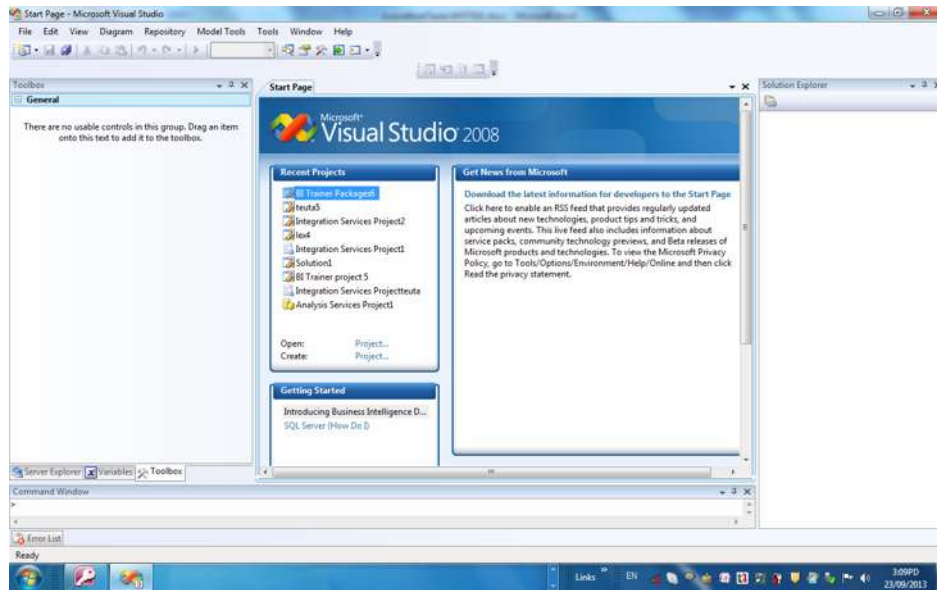 Start Page - Microsoft Visual Studio
File Edit View Diagram Repository Model Tools Tools Window Help
Toolbox
General
There are no usable controls in this group. Drag an item
onto this text to add it to the toolbox.
Start Page
Microsoft
Visual Studio 2008
Recent Projects
BI Trainer Package6
teuta5
Integration Services Project2
lex4
Integration Services Project1
Solution1
BI Trainer project 5
Integration Services Projectteuta
Analysis Services Project1
Open: Project...
Create: Project...
Getting Started
Introducing Business Intelligence D...
SQL Server (How Do I)
Get News from Microsoft
Download the latest information for developers to the Start Page
Click here to enable an RSS feed that provides regularly updated
articles about new technologies, product tips and tricks, and
upcoming events. This live feed also includes information about
service packs, community technology previews, and Beta releases of
Microsoft products and technologies. To view the Microsoft Privacy
Policy, go to Tools/Options/Environment/Help/Online and then click
Read the privacy statement.
Solution Explorer
Server Explorer Variables Toolbox
Command Window
>
Error List
Ready
Links EN 3:09PD
23/09/2013